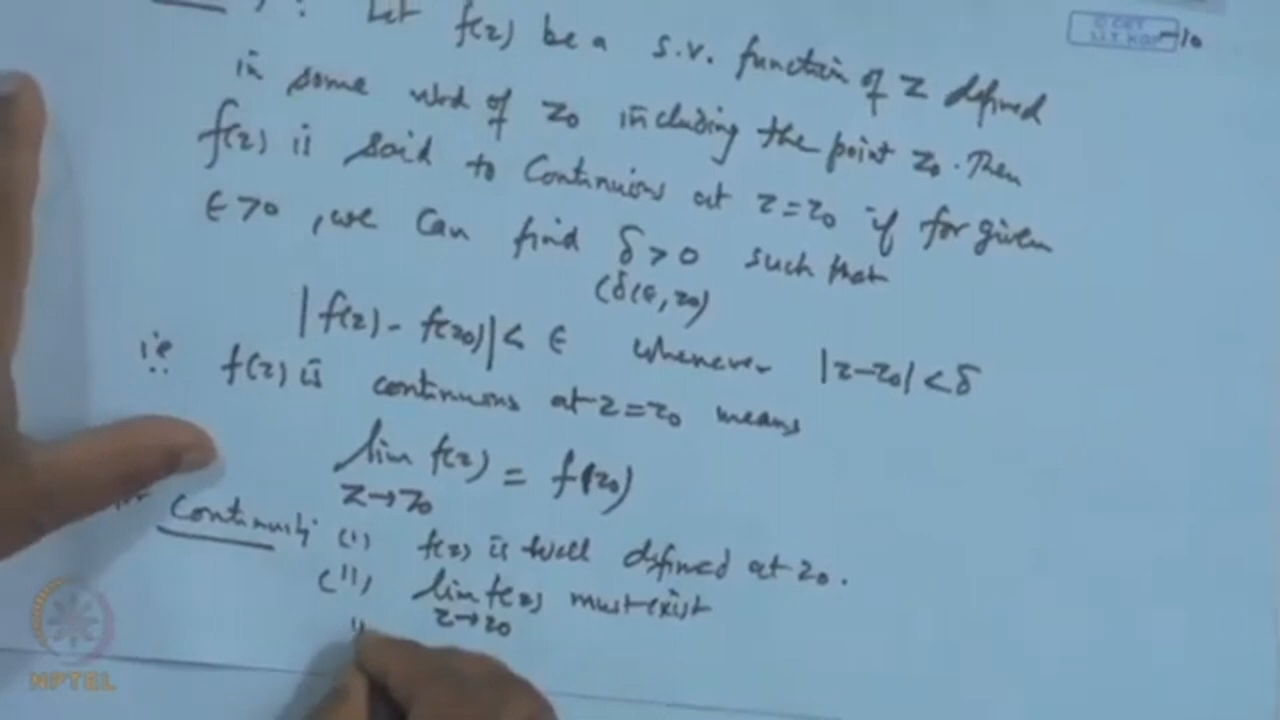 Let f(z) be a s.v. function of z defined
in some nbd of z0 including the point z0. Then
f(z) is said to Continuous at z=z0 if for given
ϵ>0, we can find δ>0 such that
(δ(ϵ, z0)
|f(z) - f(z0)| < ϵ whenever |z-z0| < δ
i.e. f(z) is continuous at z=z0 means
lim f(z) = f(z0)
z→z0
Continuity (i) f(z) is well defined at z0.
(ii) lim f(z) must exist
z→z0
NPTEL